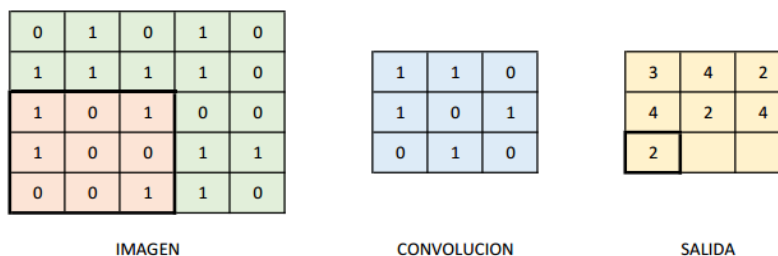 0 1 0 1 0
1 1 1 1 0
1 0 1 0 0
1 0 0 1 1
0 0 1 1 0
IMAGEN
1 1 0
1 0 1
0 1 0
CONVOLUCION
3 4 2
4 2 4
2
SALIDA